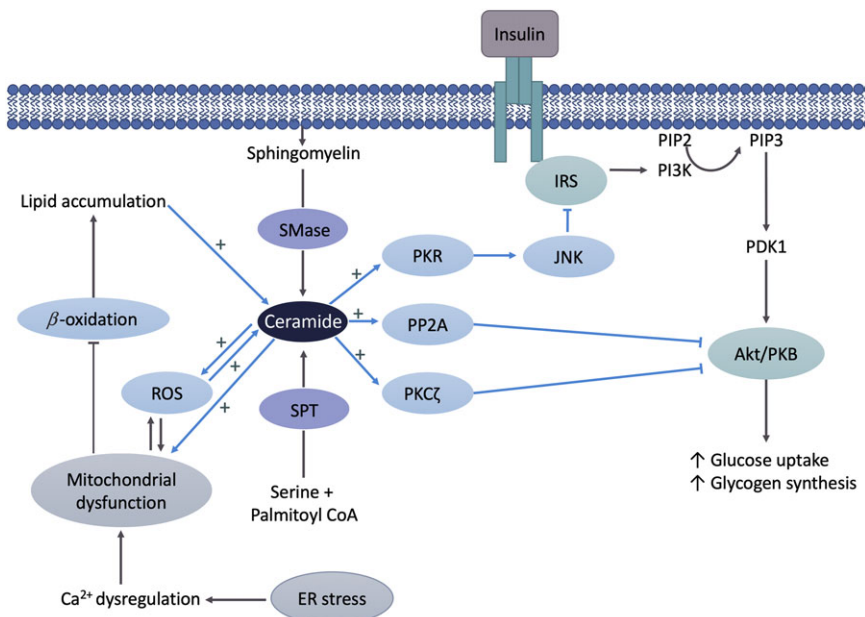 Insulin
Sphingomyelin
PIP2
PIP3
PI3K
IRS
Lipid accumulation
+
SMase
PKR
JNK
PDK1
+
β-oxidation
Ceramide
+
PP2A
Akt/PKB
+
+
+
ROS
+
SPT
PKCζ
Mitochondrial
dysfunction
Serine +
Palmitoyl CoA
↑ Glucose uptake
↑ Glycogen synthesis
Ca²⁺ dysregulation
ER stress